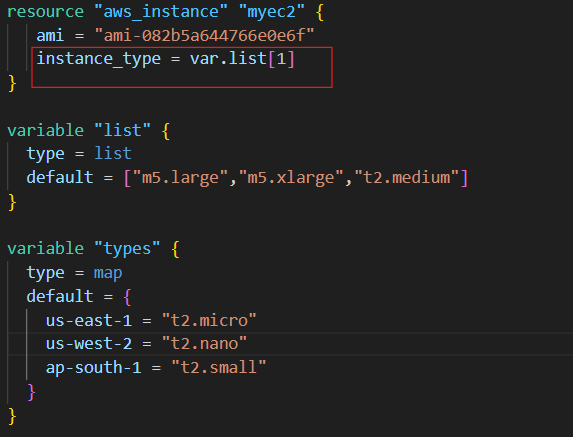 resource "aws_instance" "myec2" {
    ami = "ami-082b5a644766e0e6f"
    instance_type = var.list[1]
}
variable "list" {
  type = list
  default = ["m5.large","m5.xlarge","t2.medium"]
}
variable "types" {
  type = map
  default = {
    us-east-1 = "t2.micro"
    us-west-2 = "t2.nano"
    ap-south-1 = "t2.small"
  }
}